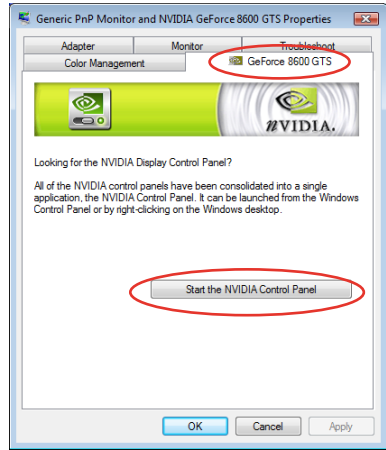 Generic PnP Monitor and NVIDIA GeForce 8600 GTS Properties
Adapter Monitor Troubleshoot
Color Management GeForce 8600 GTS
NVIDIA.
Looking for the NVIDIA Display Control Panel?
All of the NVIDIA control panels have been consolidated into a single
application, the NVIDIA Control Panel. It can be launched from the Windows
Control Panel or by right-clicking on the Windows desktop.
Start the NVIDIA Control Panel
OK Cancel Apply